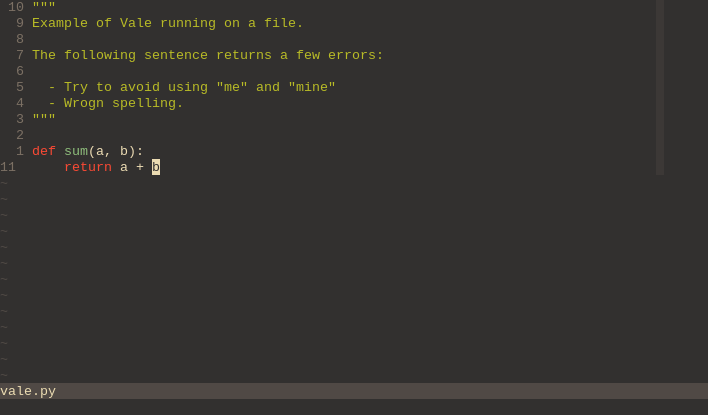 10 """
9 Example of Vale running on a file.
8
7 The following sentence returns a few errors:
6
5   - Try to avoid using "me" and "mine"
4   - Wrogn spelling.
3 """
2
1 def sum(a, b):
11     return a + b
~
~
~
~
~
~
~
~
~
~
~
~
~
vale.py